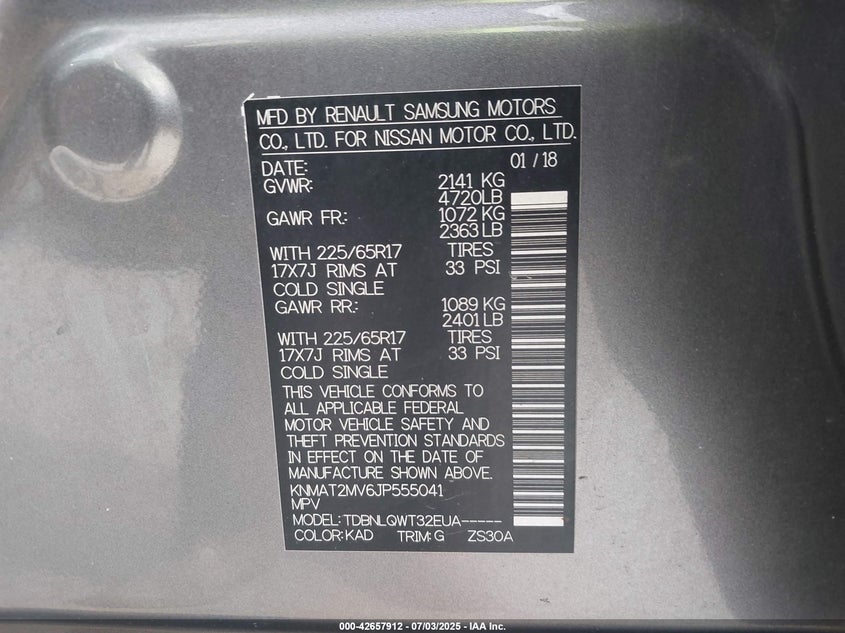 MFD BY RENAULT SAMSUNG MOTORS
CO., LTD. FOR NISSAN MOTOR CO., LTD.
DATE: 01 / 18
GVWR: 2141 KG
4720LB
GAWR FR.: 1072 KG
2363 LB
WITH 225/65R17 TIRES
17X7J RIMS AT 33 PSI
COLD SINGLE
GAWR RR.: 1089 KG
2401 LB
WITH 225/65R17 TIRES
17X7J RIMS AT 33 PSI
COLD SINGLE
THIS VEHICLE CONFORMS TO
ALL APPLICABLE FEDERAL
MOTOR VEHICLE SAFETY AND
THEFT PREVENTION STANDARDS
IN EFFECT ON THE DATE OF
MANUFACTURE SHOWN ABOVE.
KNMAT2MV6JP555041
MPV
MODEL: TDBNLQWT32EUA-----
COLOR: KAD TRIM: G ZS30A
000-42657912 - 07/03/2025 - IAA Inc.